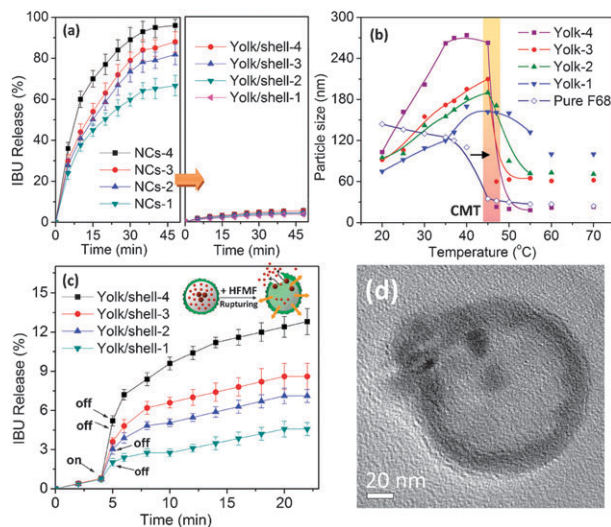 (a)
IBU Release (%)
100
80
60
40
20
0
NCs-4
NCs-3
NCs-2
NCs-1
0 15 30 45
Time (min)
Yolk/shell-4
Yolk/shell-3
Yolk/shell-2
Yolk/shell-1
0 15 30 45
Time (min)
(b)
Particle size (nm)
300
240
180
120
60
0
Yolk-4
Yolk-3
Yolk-2
Yolk-1
Pure F68
CMT
20 30 40 50 60 70
Temperature (°C)
(c)
IBU Release (%)
15
12
9
6
3
0
Yolk/shell-4
Yolk/shell-3
Yolk/shell-2
Yolk/shell-1
+ HFMF
Rupturing
off
off
off
on
off
0 5 10 15 20
Time (min)
(d)
20 nm